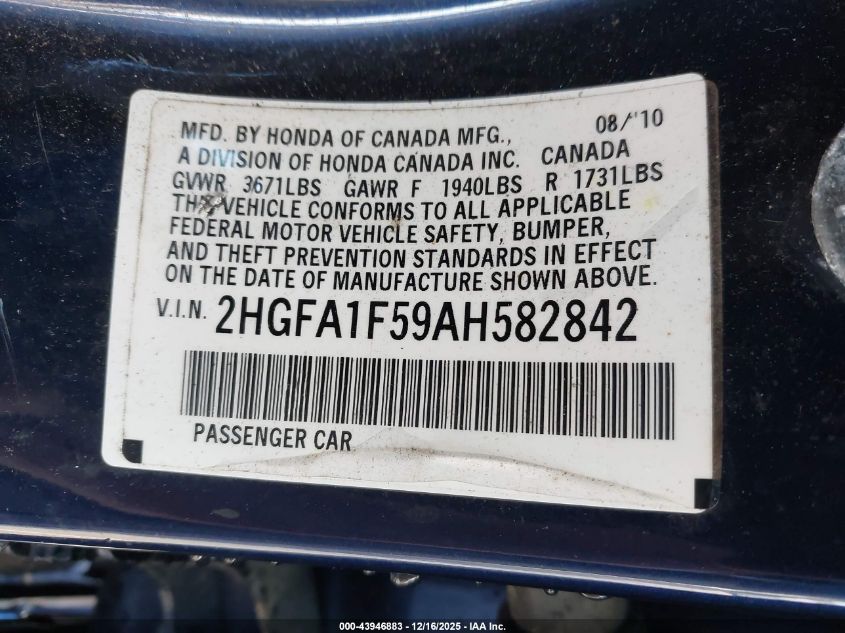 08/'10
MFD. BY HONDA OF CANADA MFG.,
A DIVISION OF HONDA CANADA INC. CANADA
GVWR 3671LBS GAWR F 1940LBS R 1731LBS
THIS VEHICLE CONFORMS TO ALL APPLICABLE
FEDERAL MOTOR VEHICLE SAFETY, BUMPER,
AND THEFT PREVENTION STANDARDS IN EFFECT
ON THE DATE OF MANUFACTURE SHOWN ABOVE.
V.I.N. 2HGFA1F59AH582842
PASSENGER CAR
000-43946883 - 12/16/2025 - IAA Inc.